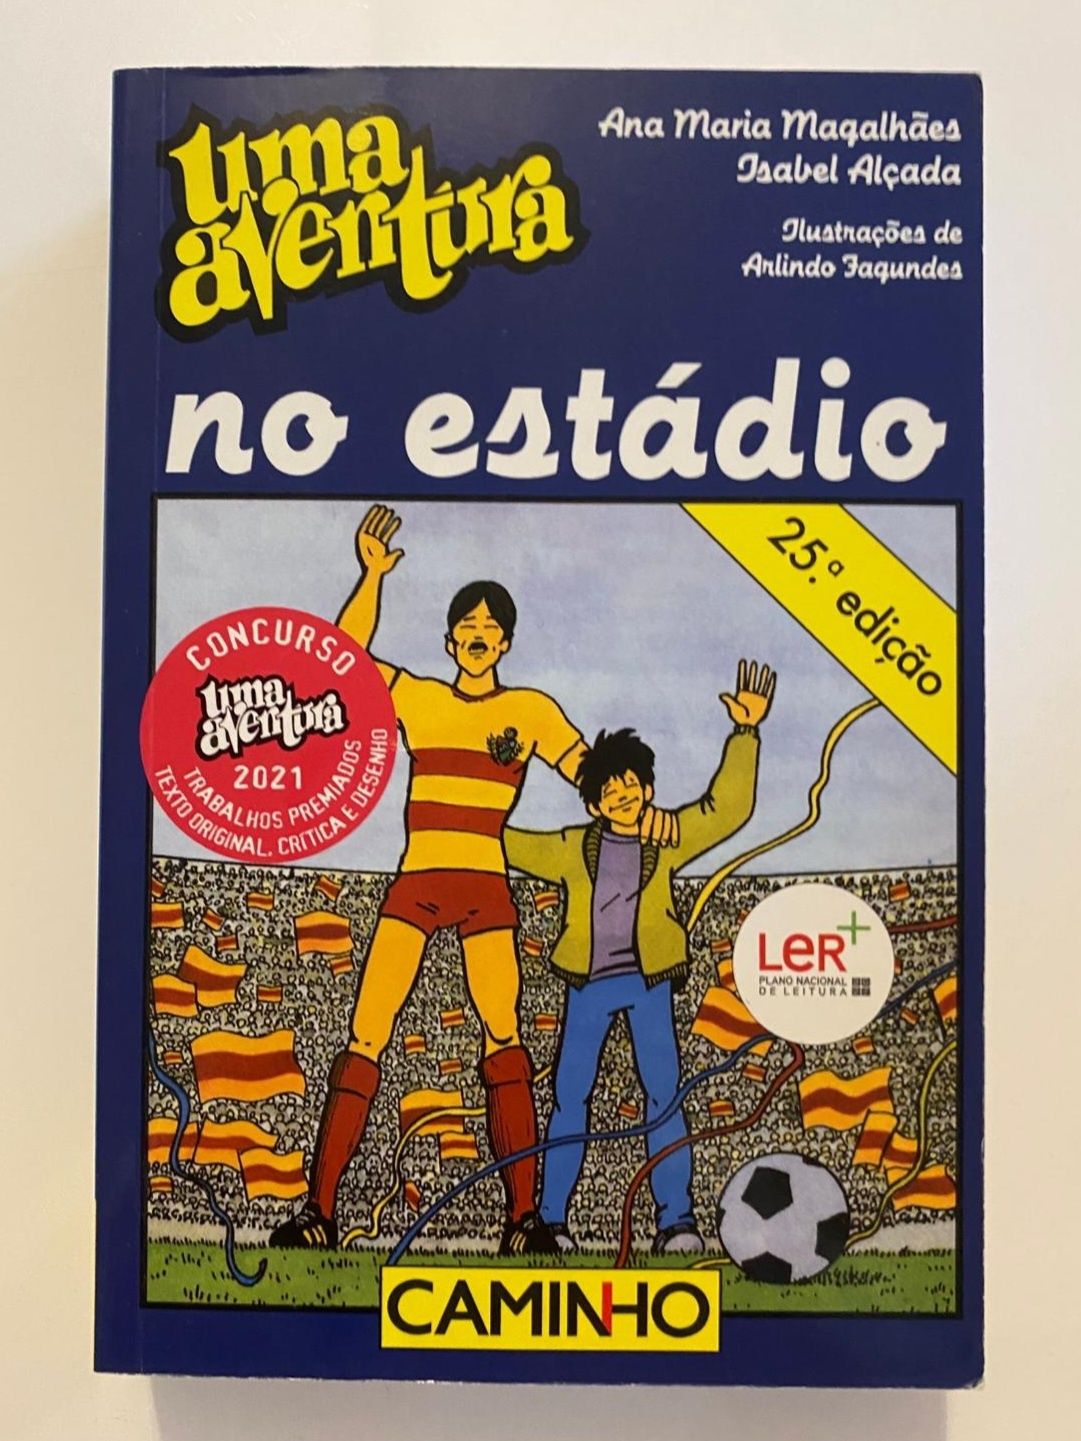 uma
aventura
Ana Maria Magalhães
Isabel Alçada
Ilustrações de
Arlindo Fagundes
no estádio
25.ª edição
CONCURSO
uma
aventura
2021
TRABALHOS PREMIADOS
TEXTO ORIGINAL, CRÍTICA E DESENHO
LeR+
PLANO NACIONAL
DE LEITURA
CAMINHO